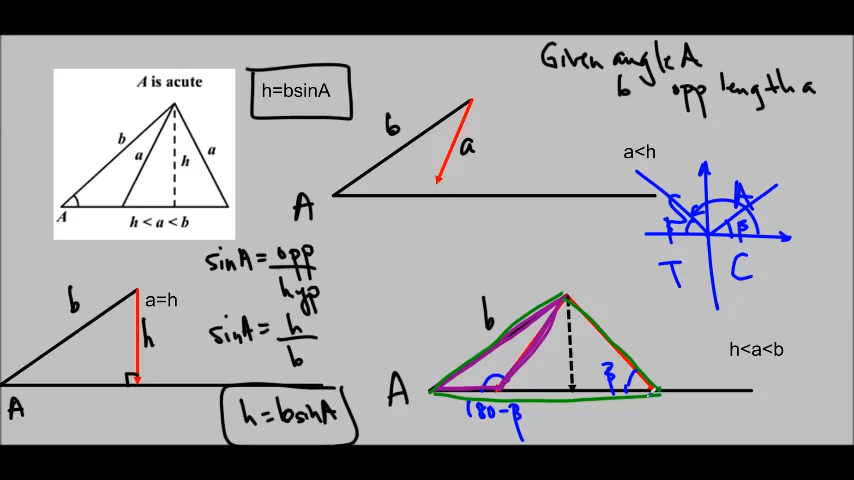 A is acute
b
a
h
a
A
h < a < b
h=bsinA
Given angle A
b opp length a
b
a
A
a<h
A
β
β
T C
sinA = opp
hyp
sinA = h
b
h = bsinA
b
a=h
h
A
b
A
β
180-β
h<a<b